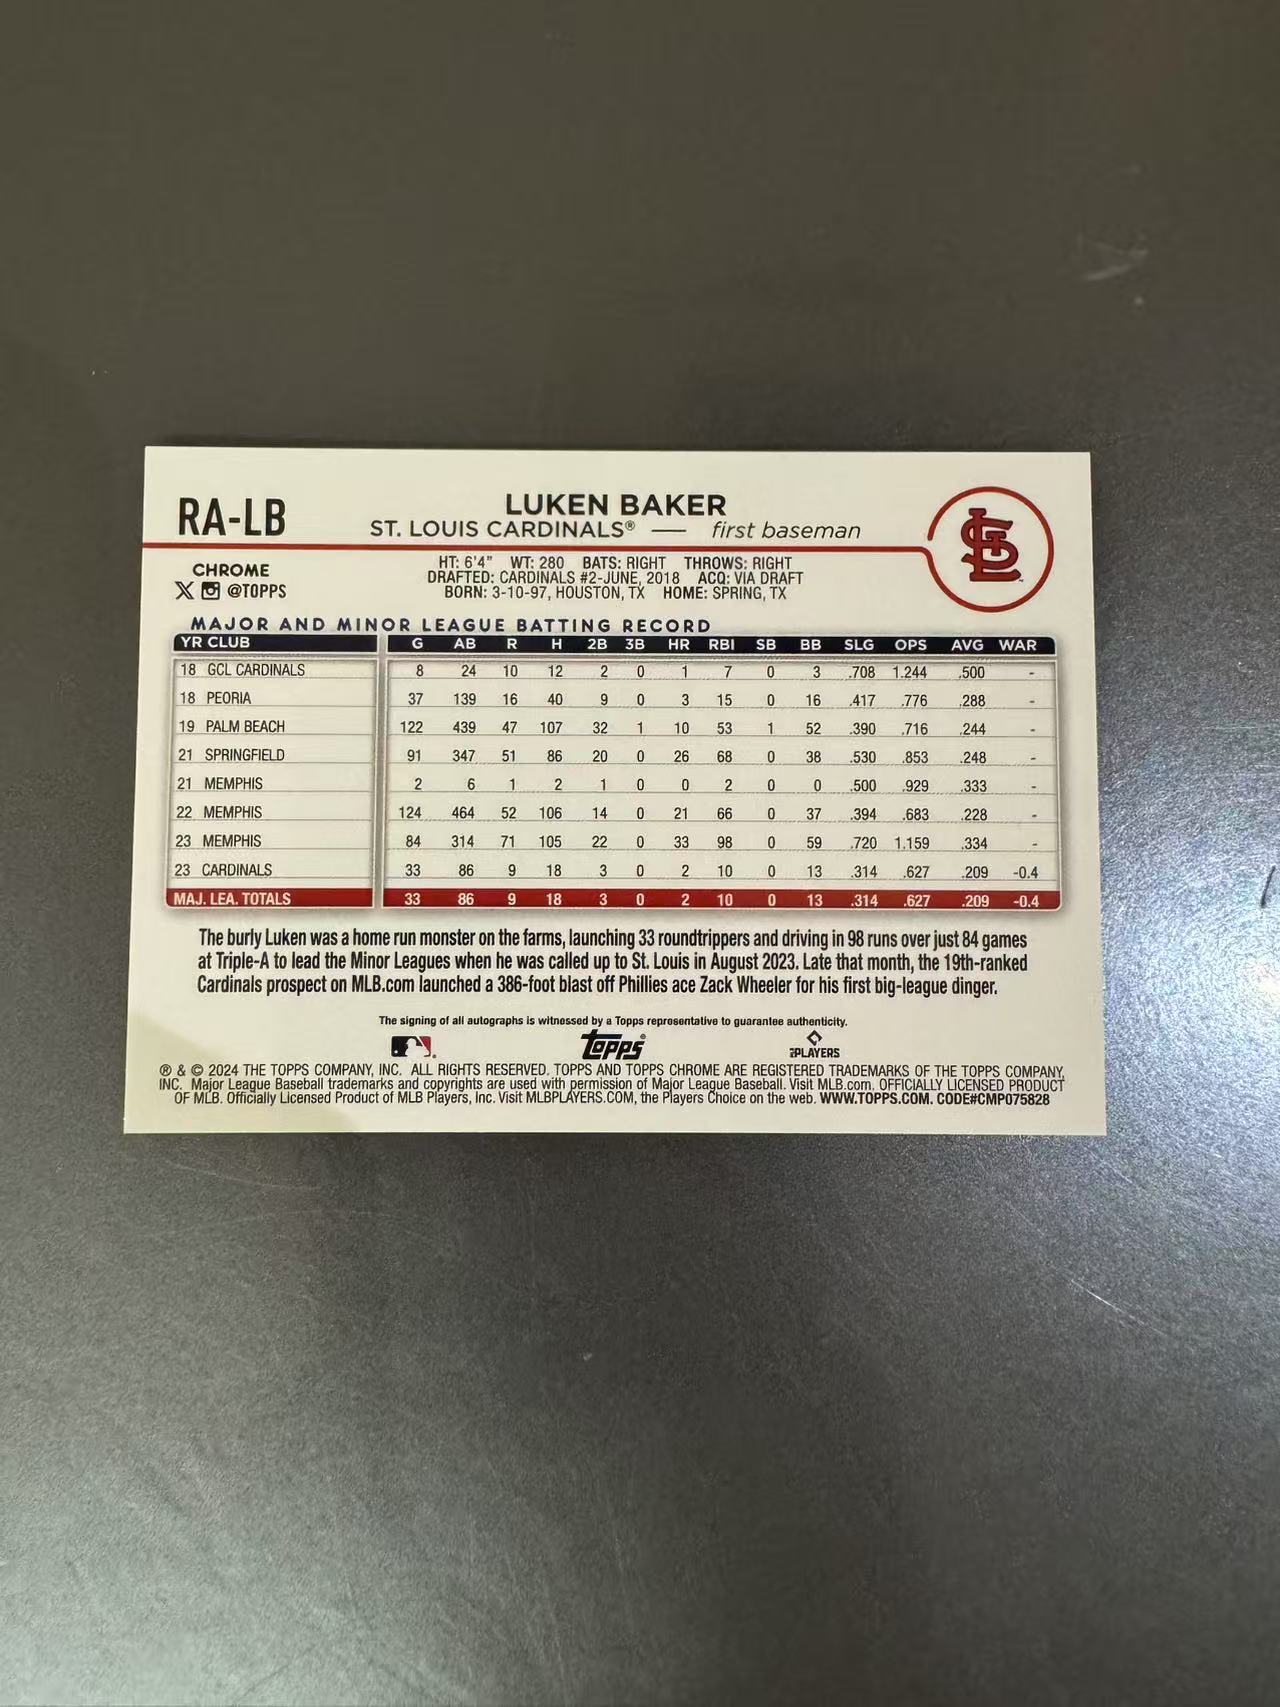 RA-LB
LUKEN BAKER
ST. LOUIS CARDINALS® — first baseman
CHROME
@TOPPS
HT: 6'4" WT: 280 BATS: RIGHT THROWS: RIGHT
DRAFTED: CARDINALS #2-JUNE, 2018 ACQ: VIA DRAFT
BORN: 3-10-97, HOUSTON, TX HOME: SPRING, TX
MAJOR AND MINOR LEAGUE BATTING RECORD
YR CLUB G AB R H 2B 3B HR RBI SB BB SLG OPS AVG WAR
18 GCL CARDINALS 8 24 10 12 2 0 1 7 0 3 .708 1.244 .500 -
18 PEORIA 37 139 16 40 9 0 3 15 0 16 .417 .776 .288 -
19 PALM BEACH 122 439 47 107 32 1 10 53 1 52 .390 .716 .244 -
21 SPRINGFIELD 91 347 51 86 20 0 26 68 0 38 .530 .853 .248 -
21 MEMPHIS 2 6 1 2 1 0 0 2 0 0 .500 .929 .333 -
22 MEMPHIS 124 464 52 106 14 0 21 66 0 37 .394 .683 .228 -
23 MEMPHIS 84 314 71 105 22 0 33 98 0 59 .720 1.159 .334 -
23 CARDINALS 33 86 9 18 3 0 2 10 0 13 .314 .627 .209 -0.4
MAJ. LEA. TOTALS 33 86 9 18 3 0 2 10 0 13 .314 .627 .209 -0.4
The burly Luken was a home run monster on the farms, launching 33 roundtrippers and driving in 98 runs over just 84 games
at Triple-A to lead the Minor Leagues when he was called up to St. Louis in August 2023. Late that month, the 19th-ranked
Cardinals prospect on MLB.com launched a 386-foot blast off Phillies ace Zack Wheeler for his first big-league dinger.
The signing of all autographs is witnessed by a Topps representative to guarantee authenticity.
topps®
PLAYERS
® & © 2024 THE TOPPS COMPANY, INC. ALL RIGHTS RESERVED. TOPPS AND TOPPS CHROME ARE REGISTERED TRADEMARKS OF THE TOPPS COMPANY,
INC. Major League Baseball trademarks and copyrights are used with permission of Major League Baseball. Visit MLB.com. OFFICIALLY LICENSED PRODUCT
OF MLB. Officially Licensed Product of MLB Players, Inc. Visit MLBPLAYERS.COM, the Players Choice on the web. WWW.TOPPS.COM. CODE#CMP075828